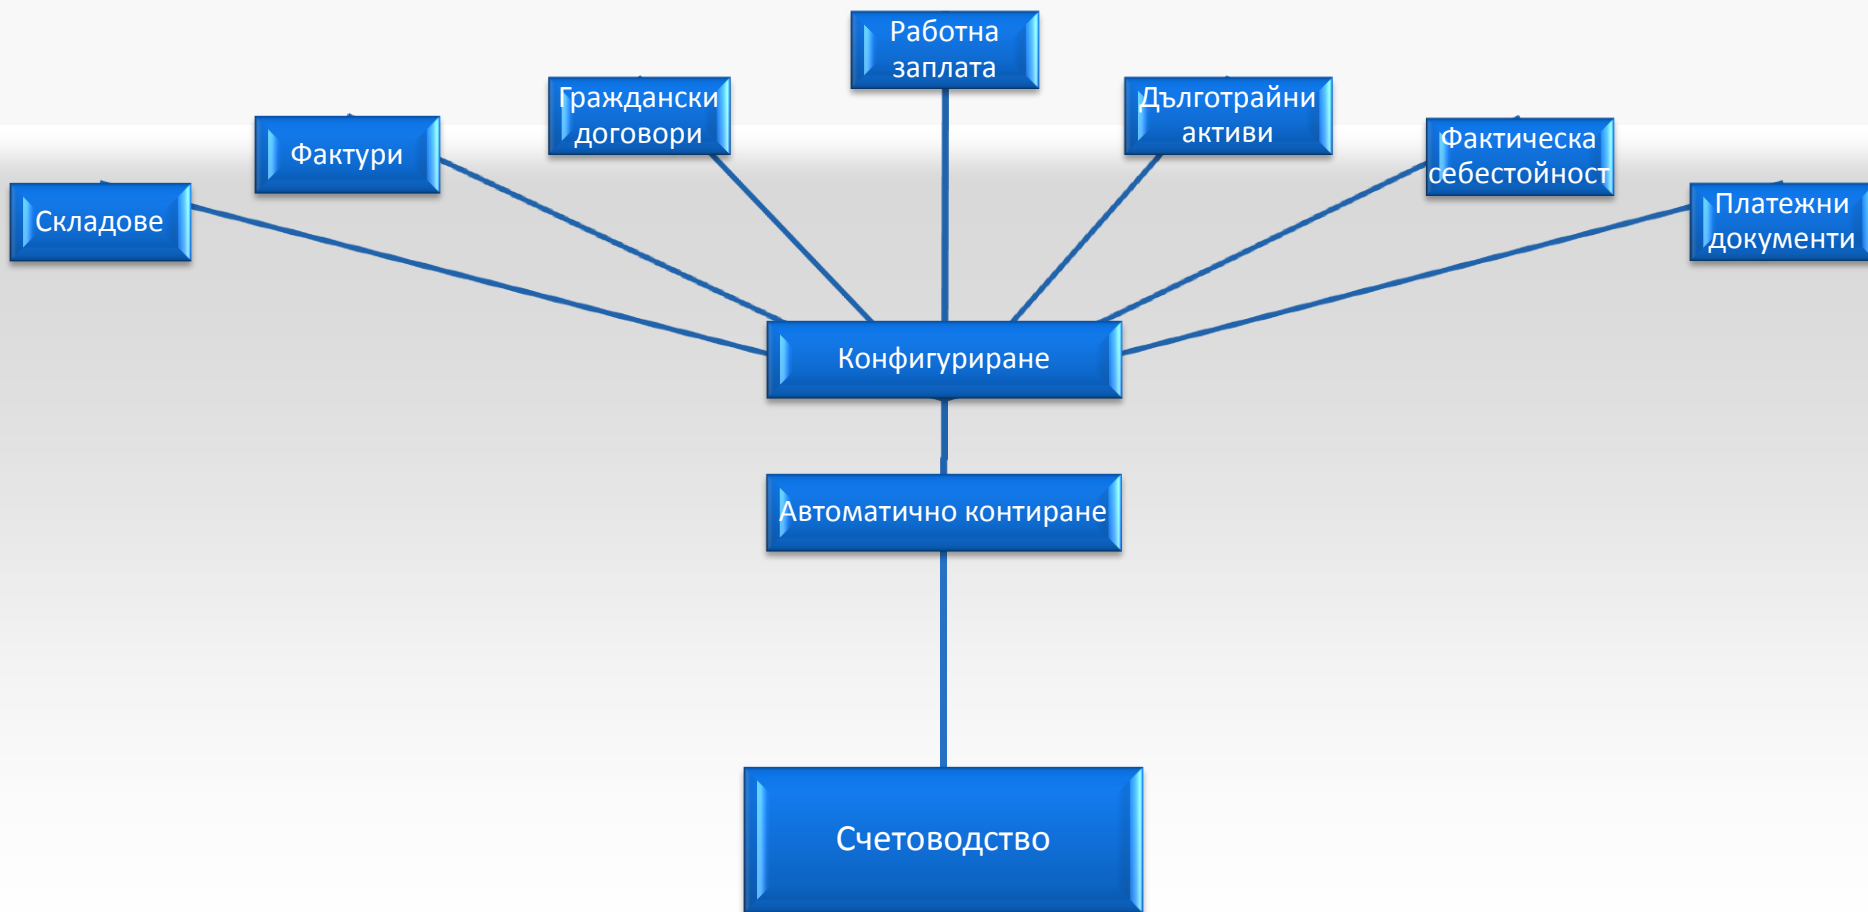 Работна
заплата
Граждански
договори
Дълготрайни
активи
Фактури
Фактическа
себестойност
Складове
Платежни
документи
Конфигуриране
Автоматично контиране
Счетоводство